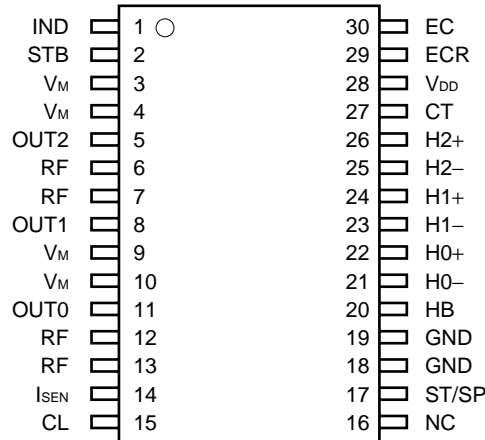 IND 1 30 EC
STB 2 29 ECR
VM 3 28 VDD
VM 4 27 CT
OUT2 5 26 H2+
RF 6 25 H2−
RF 7 24 H1+
OUT1 8 23 H1−
VM 9 22 H0+
VM 10 21 H0−
OUT0 11 20 HB
RF 12 19 GND
RF 13 18 GND
ISEN 14 17 ST/SP
CL 15 16 NC